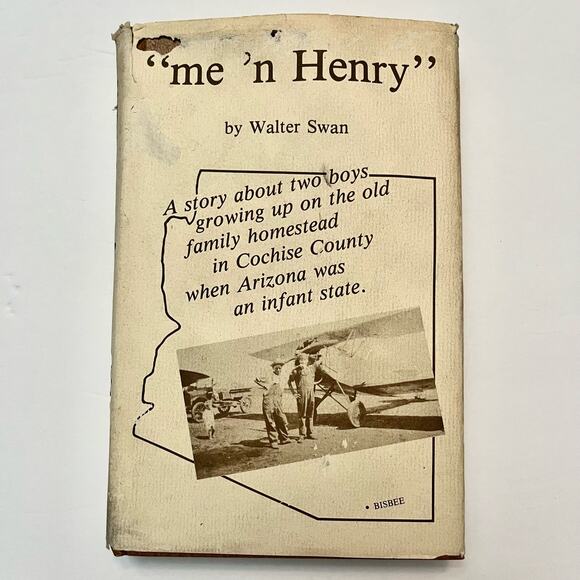 “me ’n Henry”
by Walter Swan
A story about two boys
growing up on the old
family homestead
in Cochise County
when Arizona was
an infant state.
• BISBEE